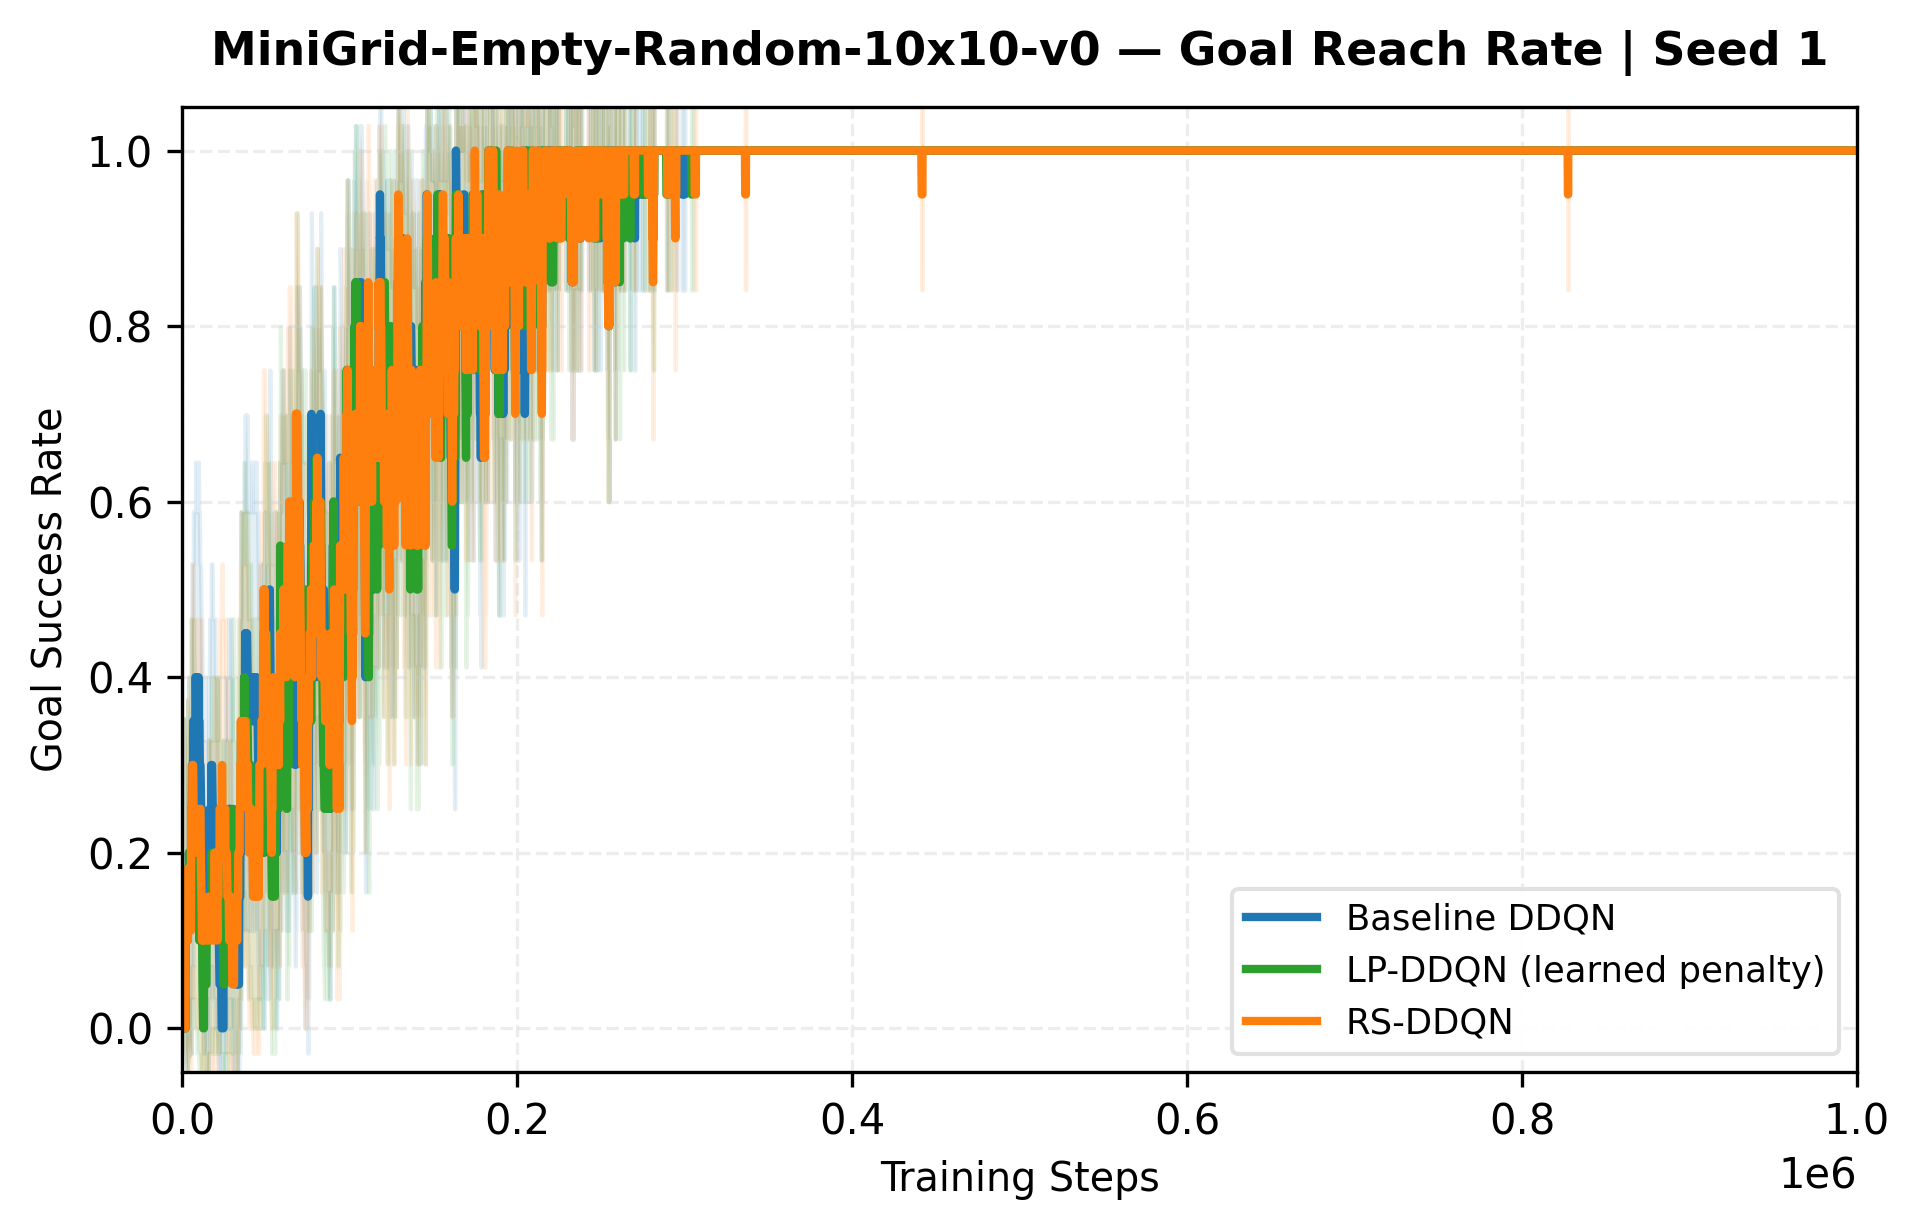 MiniGrid-Empty-Random-10x10-v0 — Goal Reach Rate | Seed 1
Goal Success Rate
1.0
0.8
0.6
0.4
0.2
0.0
Baseline DDQN
LP-DDQN (learned penalty)
RS-DDQN
0.0 0.2 0.4 0.6 0.8 1.0
Training Steps
1e6